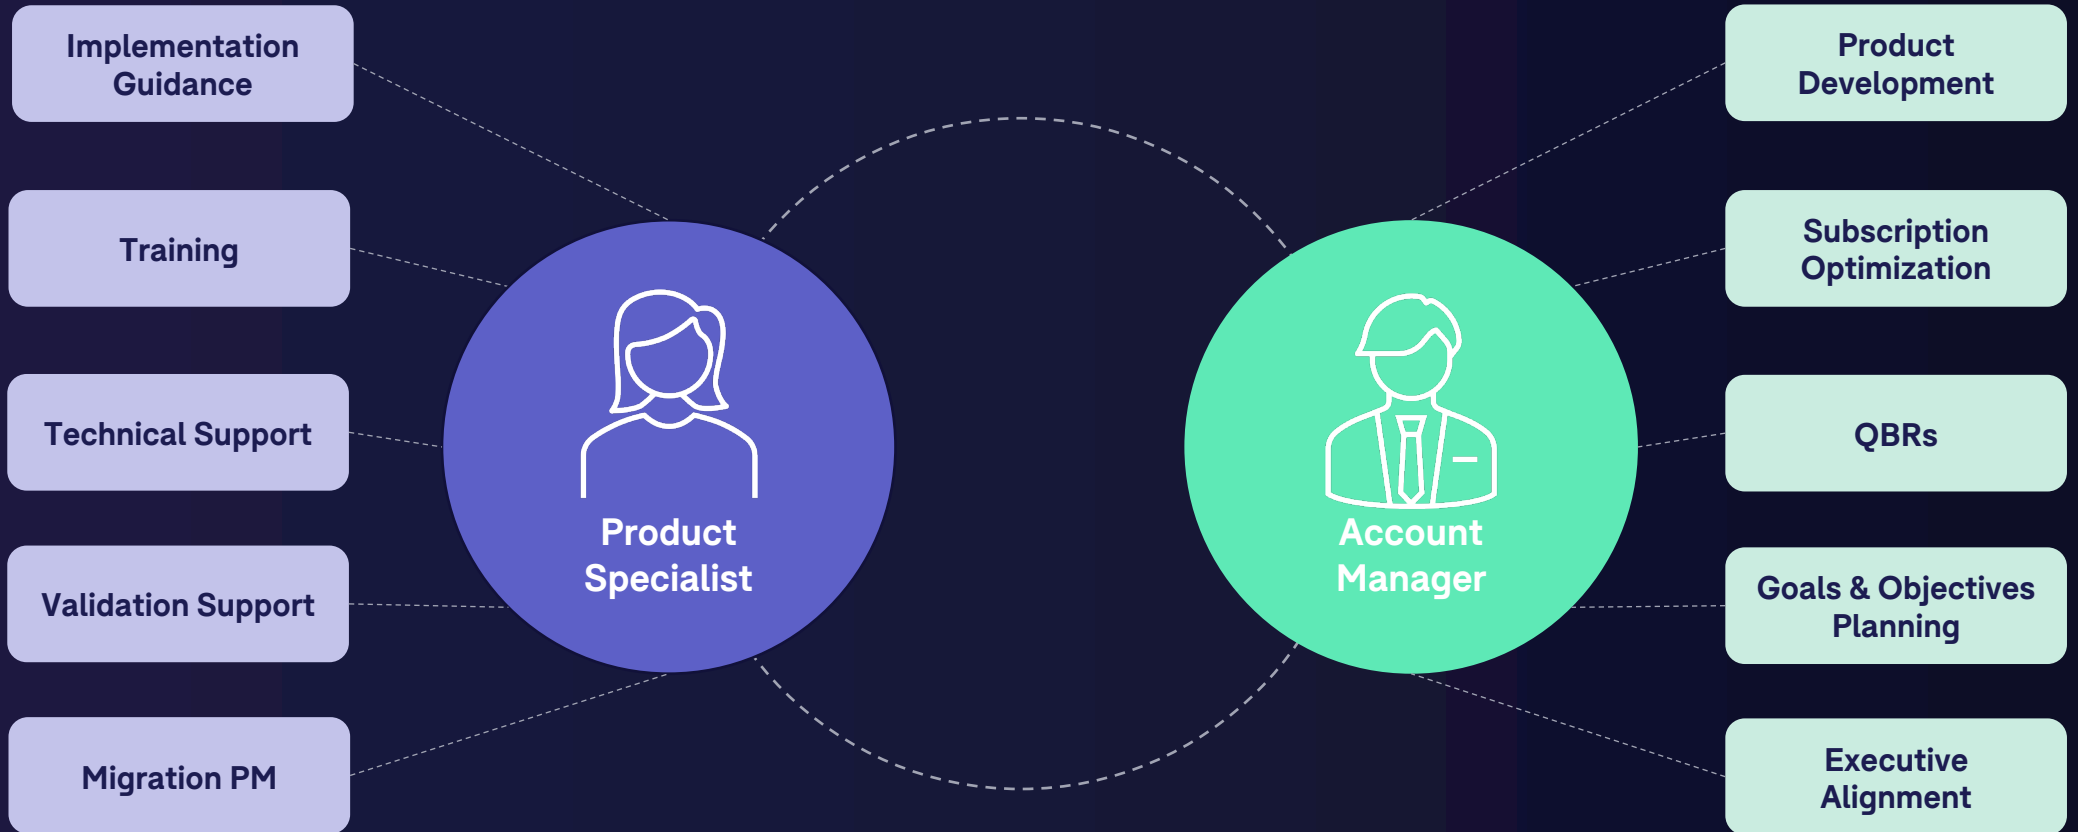 Implementation
Guidance
Training
Technical Support
Validation Support
Migration PM
Product
Specialist
Account
Manager
Product
Development
Subscription
Optimization
QBRs
Goals & Objectives
Planning
Executive
Alignment